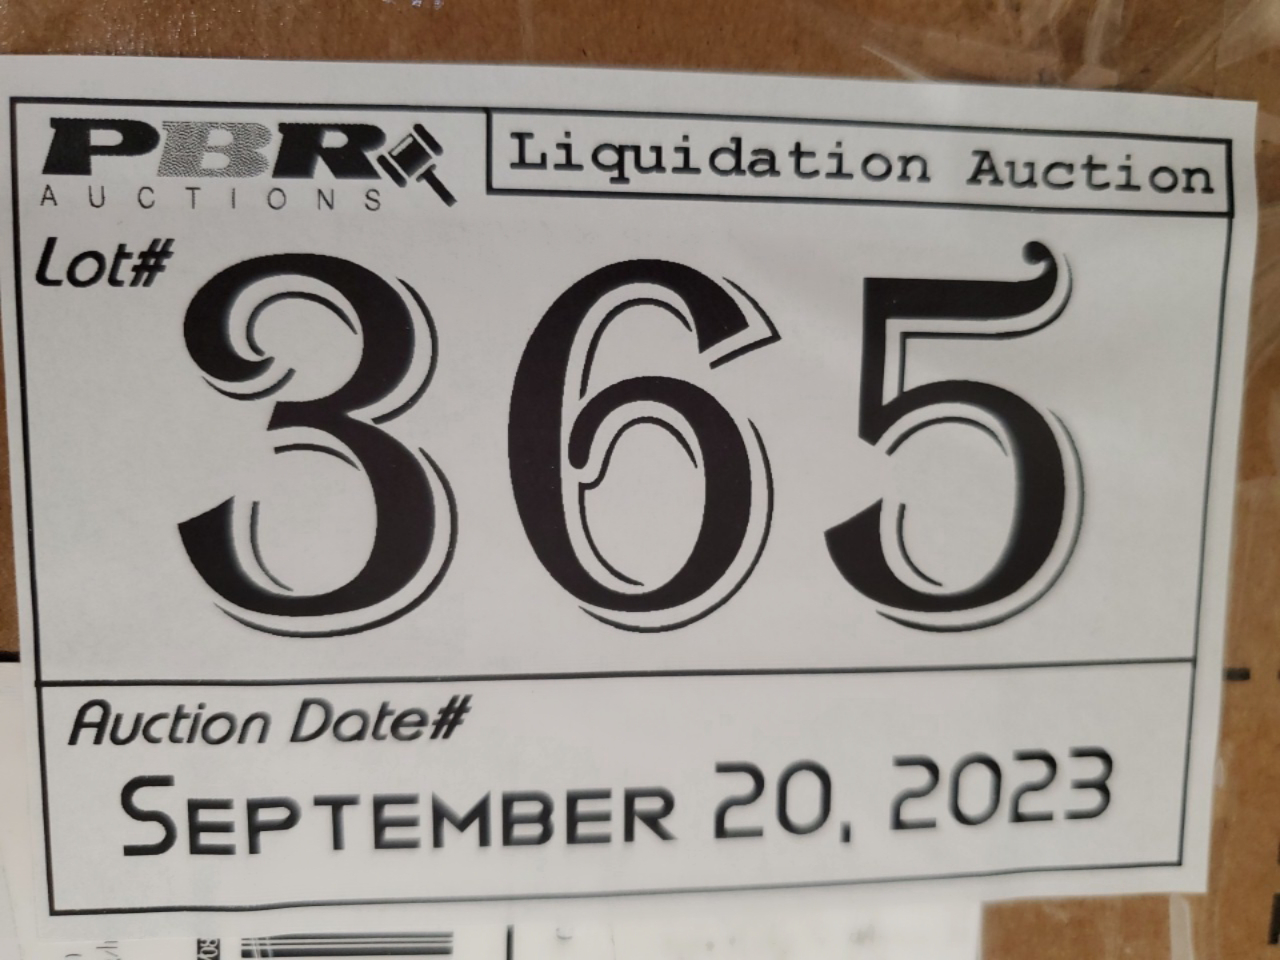 PBR
AUCTIONS
Liquidation Auction
Lot#
365
Auction Date#
September 20, 2023